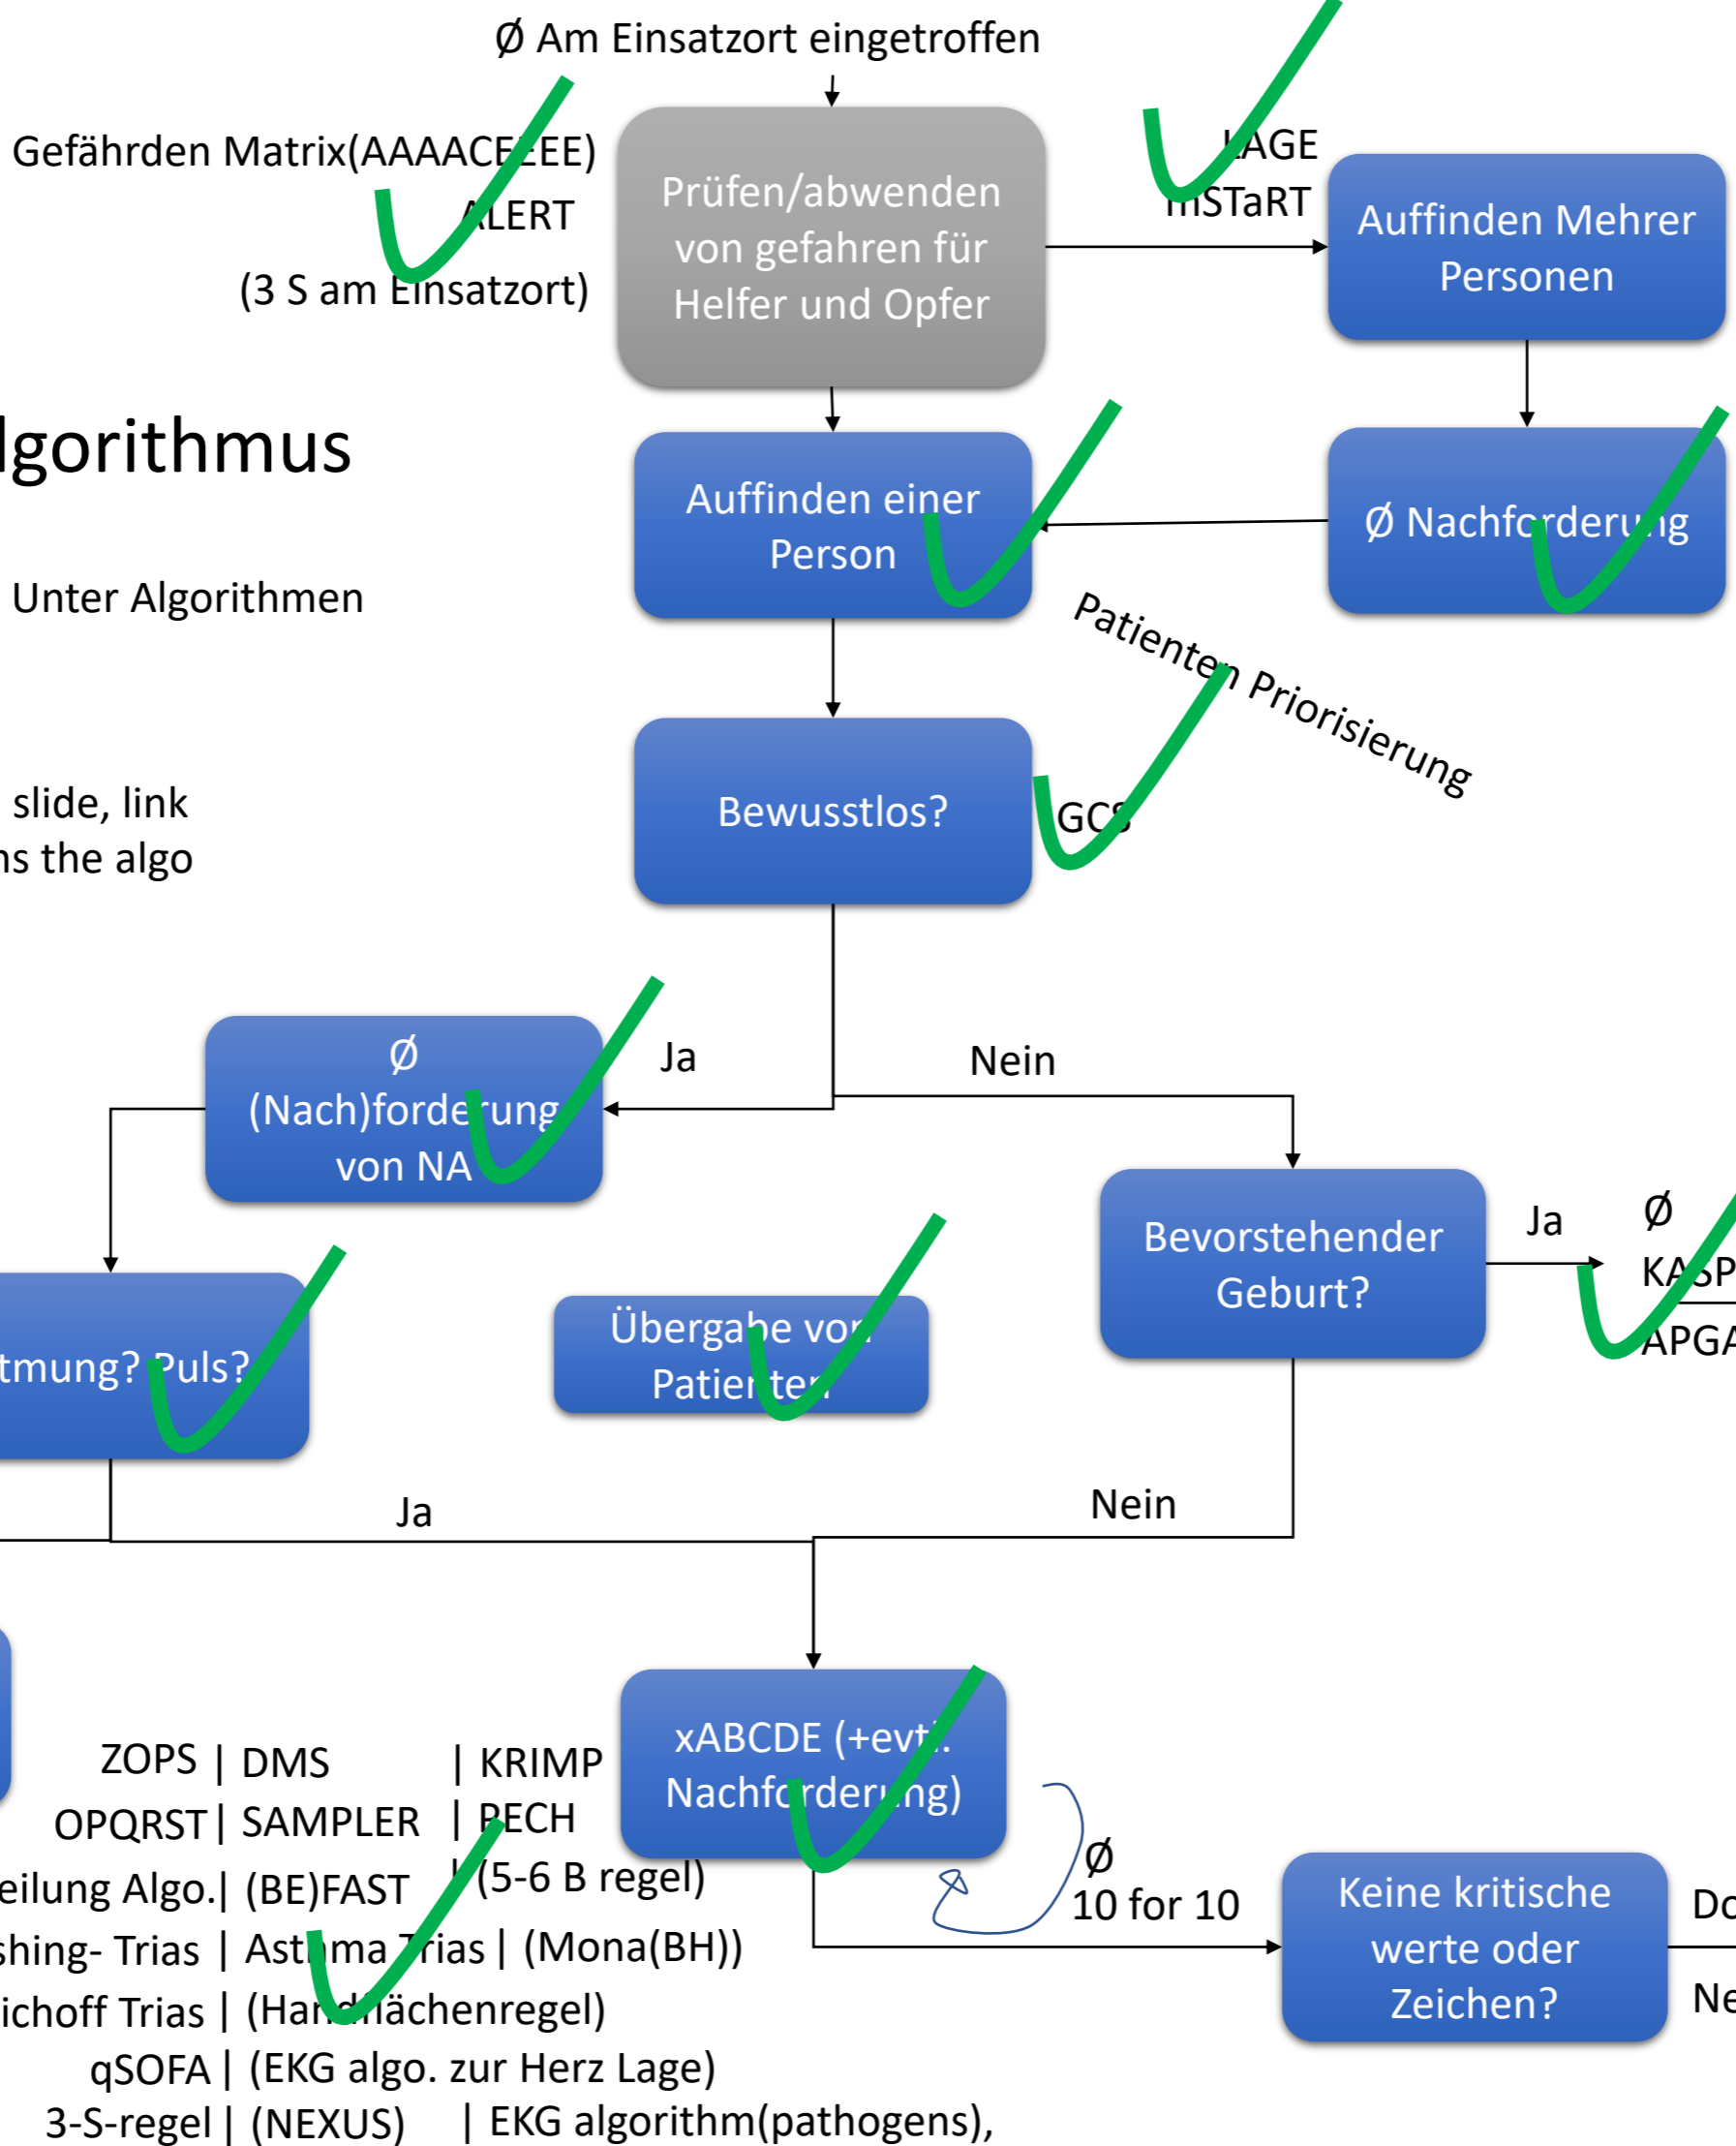 Ø Am Einsatzort eingetroffen
Gefährden Matrix(AAAACEEEE)
ALERT
(3 S am Einsatzort)
Prüfen/abwenden
von gefahren für
Helfer und Opfer
LAGE
mSTaRT
Auffinden Mehrer
Personen
lgorithmus
Auffinden einer
Person
Ø Nachforderung
Unter Algorithmen
Patienten Priorisierung
slide, link
ns the algo
Bewusstlos?
GCS
Ø
(Nach)forderung
von NA
Ja
Nein
Bevorstehender
Geburt?
Ja
Ø
KASP
APGA
tmung? Puls?
Übergabe von
Patienten
Ja
Nein
xABCDE (+evtl.
Nachforderung)
ZOPS | DMS | KRIMP
OPQRST | SAMPLER | PECH
eilung Algo.| (BE)FAST | (5-6 B regel)
shing- Trias | Asthma Trias | (Mona(BH))
ichoff Trias | (Handflächenregel)
qSOFA | (EKG algo. zur Herz Lage)
3-S-regel | (NEXUS) | EKG algorithm(pathogens),
Ø
10 for 10
Keine kritische
werte oder
Zeichen?
Do
Ne